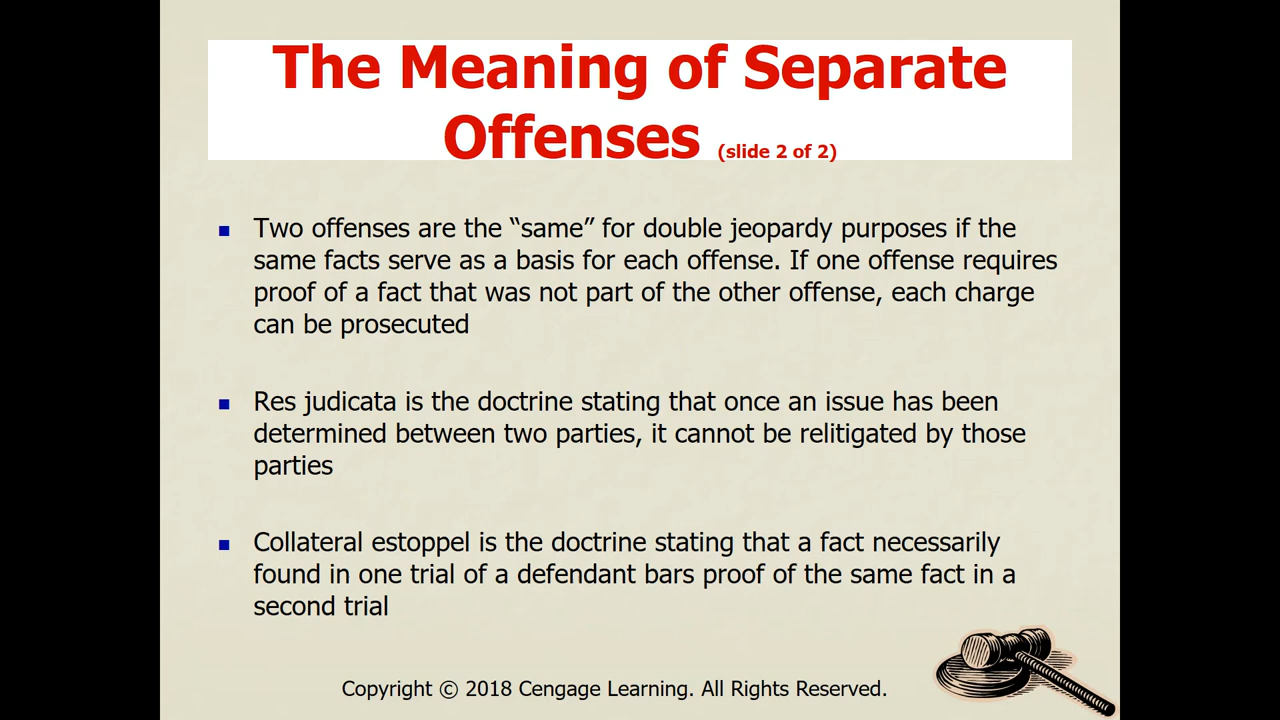 The Meaning of Separate
Offenses (slide 2 of 2)
▪ Two offenses are the “same” for double jeopardy purposes if the
same facts serve as a basis for each offense. If one offense requires
proof of a fact that was not part of the other offense, each charge
can be prosecuted
▪ Res judicata is the doctrine stating that once an issue has been
determined between two parties, it cannot be relitigated by those
parties
▪ Collateral estoppel is the doctrine stating that a fact necessarily
found in one trial of a defendant bars proof of the same fact in a
second trial
Copyright © 2018 Cengage Learning. All Rights Reserved.